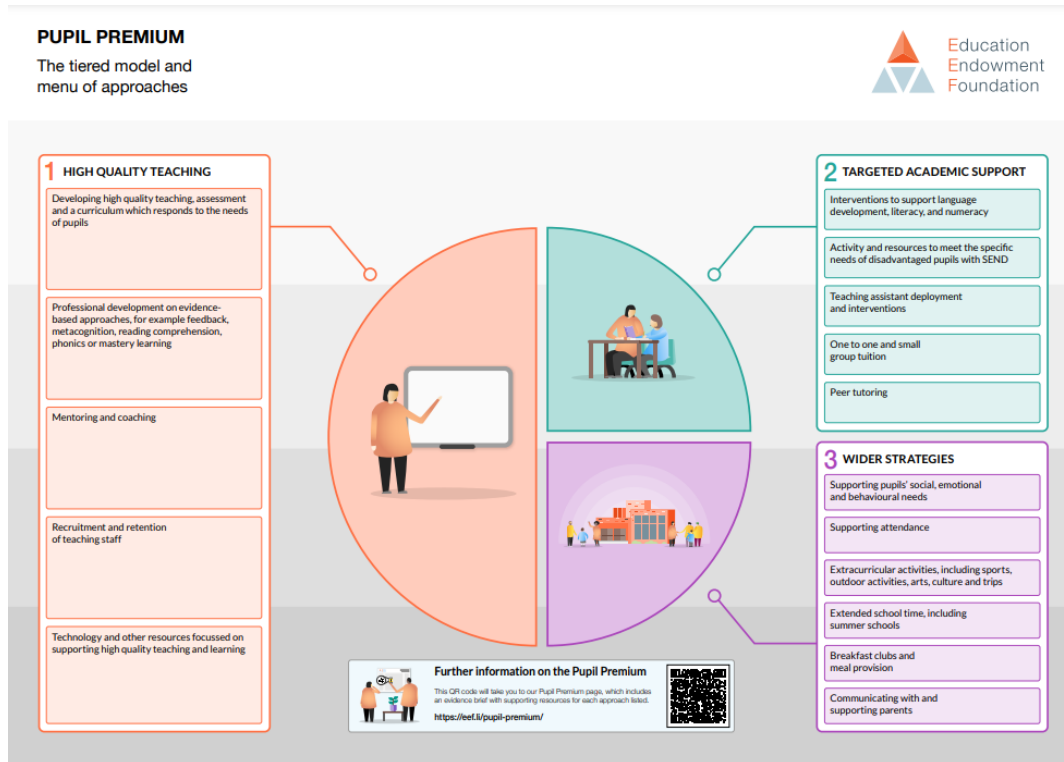 PUPIL PREMIUM
The tiered model and
menu of approaches
Education
Endowment
Foundation
1 HIGH QUALITY TEACHING
Developing high quality teaching, assessment
and a curriculum which responds to the needs
of pupils
Professional development on evidence-
based approaches, for example feedback,
metacognition, reading comprehension,
phonics or mastery learning
Mentoring and coaching
Recruitment and retention
of teaching staff
Technology and other resources focussed on
supporting high quality teaching and learning
2 TARGETED ACADEMIC SUPPORT
Interventions to support language
development, literacy, and numeracy
Activity and resources to meet the specific
needs of disadvantaged pupils with SEND
Teaching assistant deployment
and interventions
One to one and small
group tuition
Peer tutoring
3 WIDER STRATEGIES
Supporting pupils' social, emotional
and behavioural needs
Supporting attendance
Extracurricular activities, including sports,
outdoor activities, arts, culture and trips
Extended school time, including
summer schools
Breakfast clubs and
meal provision
Communicating with and
supporting parents
Further information on the Pupil Premium
This QR code will take you to our Pupil Premium page, which includes
an evidence brief with supporting resources for each approach listed.
https://eef.li/pupil-premium/